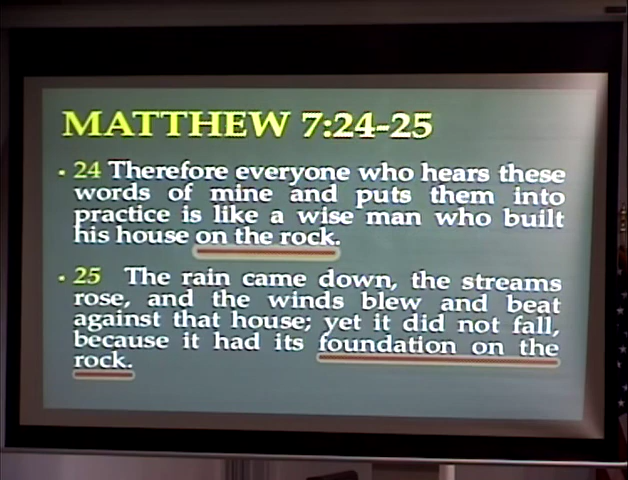 MATTHEW 7:24-25
• 24 Therefore everyone who hears these
words of mine and puts them into
practice is like a wise man who built
his house on the rock.
• 25 The rain came down, the streams
rose, and the winds blew and beat
against that house; yet it did not fall,
because it had its foundation on the
rock.